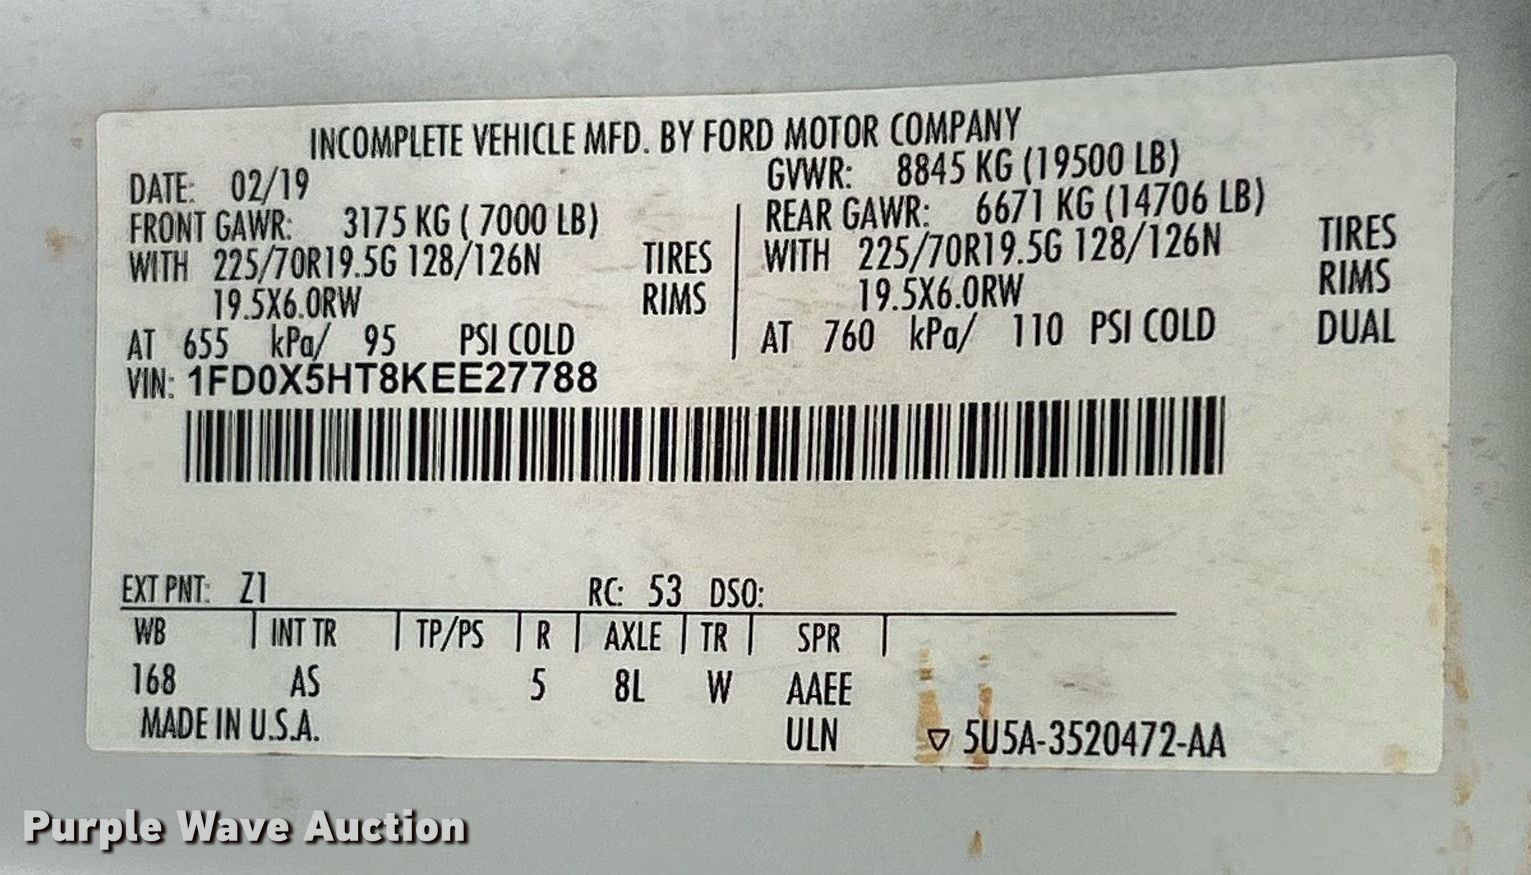 INCOMPLETE VEHICLE MFD. BY FORD MOTOR COMPANY
DATE: 02/19 GVWR: 8845 KG (19500 LB)
FRONT GAWR: 3175 KG ( 7000 LB) REAR GAWR: 6671 KG (14706 LB)
WITH 225/70R19.5G 128/126N TIRES WITH 225/70R19.5G 128/126N TIRES
19.5X6.0RW RIMS 19.5X6.0RW RIMS
AT 655 kPa/ 95 PSI COLD AT 760 kPa/ 110 PSI COLD DUAL
VIN: 1FD0X5HT8KEE27788
EXT PNT: Z1 RC: 53 DSO:
WB INT TR TP/PS R AXLE TR SPR
168 AS 5 8L W AAEE
MADE IN U.S.A. ULN 5U5A-3520472-AA
Purple Wave Auction